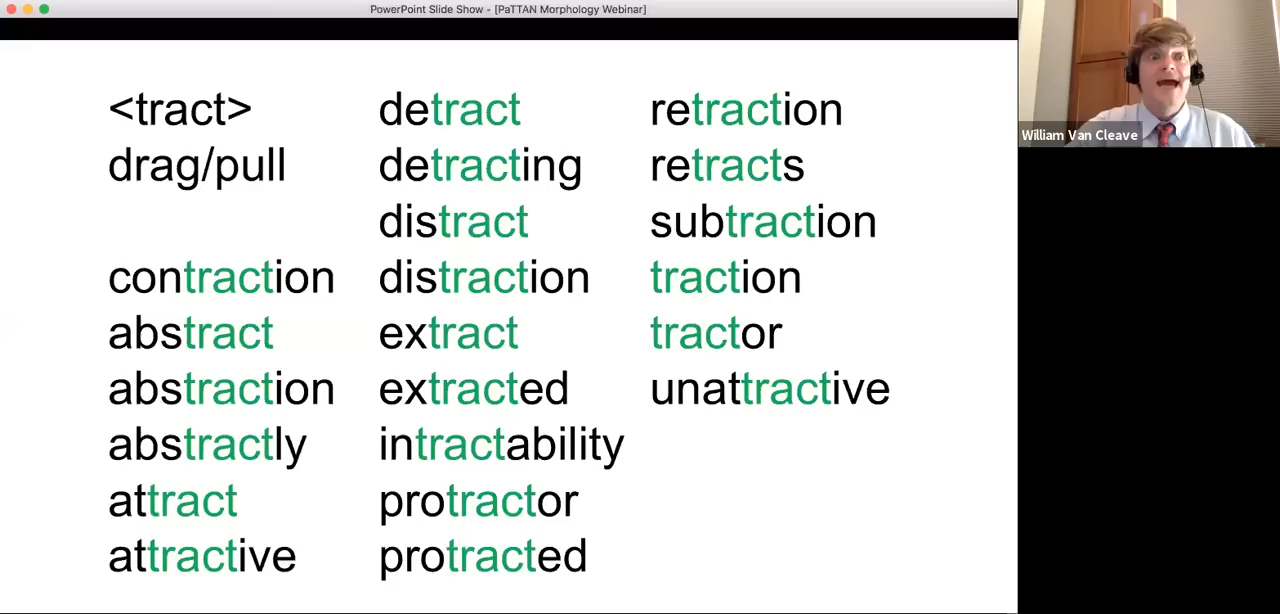 PowerPoint Slide Show - [PaTTAN Morphology Webinar]
<tract>
drag/pull
contraction
abstract
abstraction
abstractly
attract
attractive
detract
detracting
distract
distraction
extract
extracted
intractability
protractor
protracted
retraction
retracts
subtraction
traction
tractor
unattractive
William Van Cleave